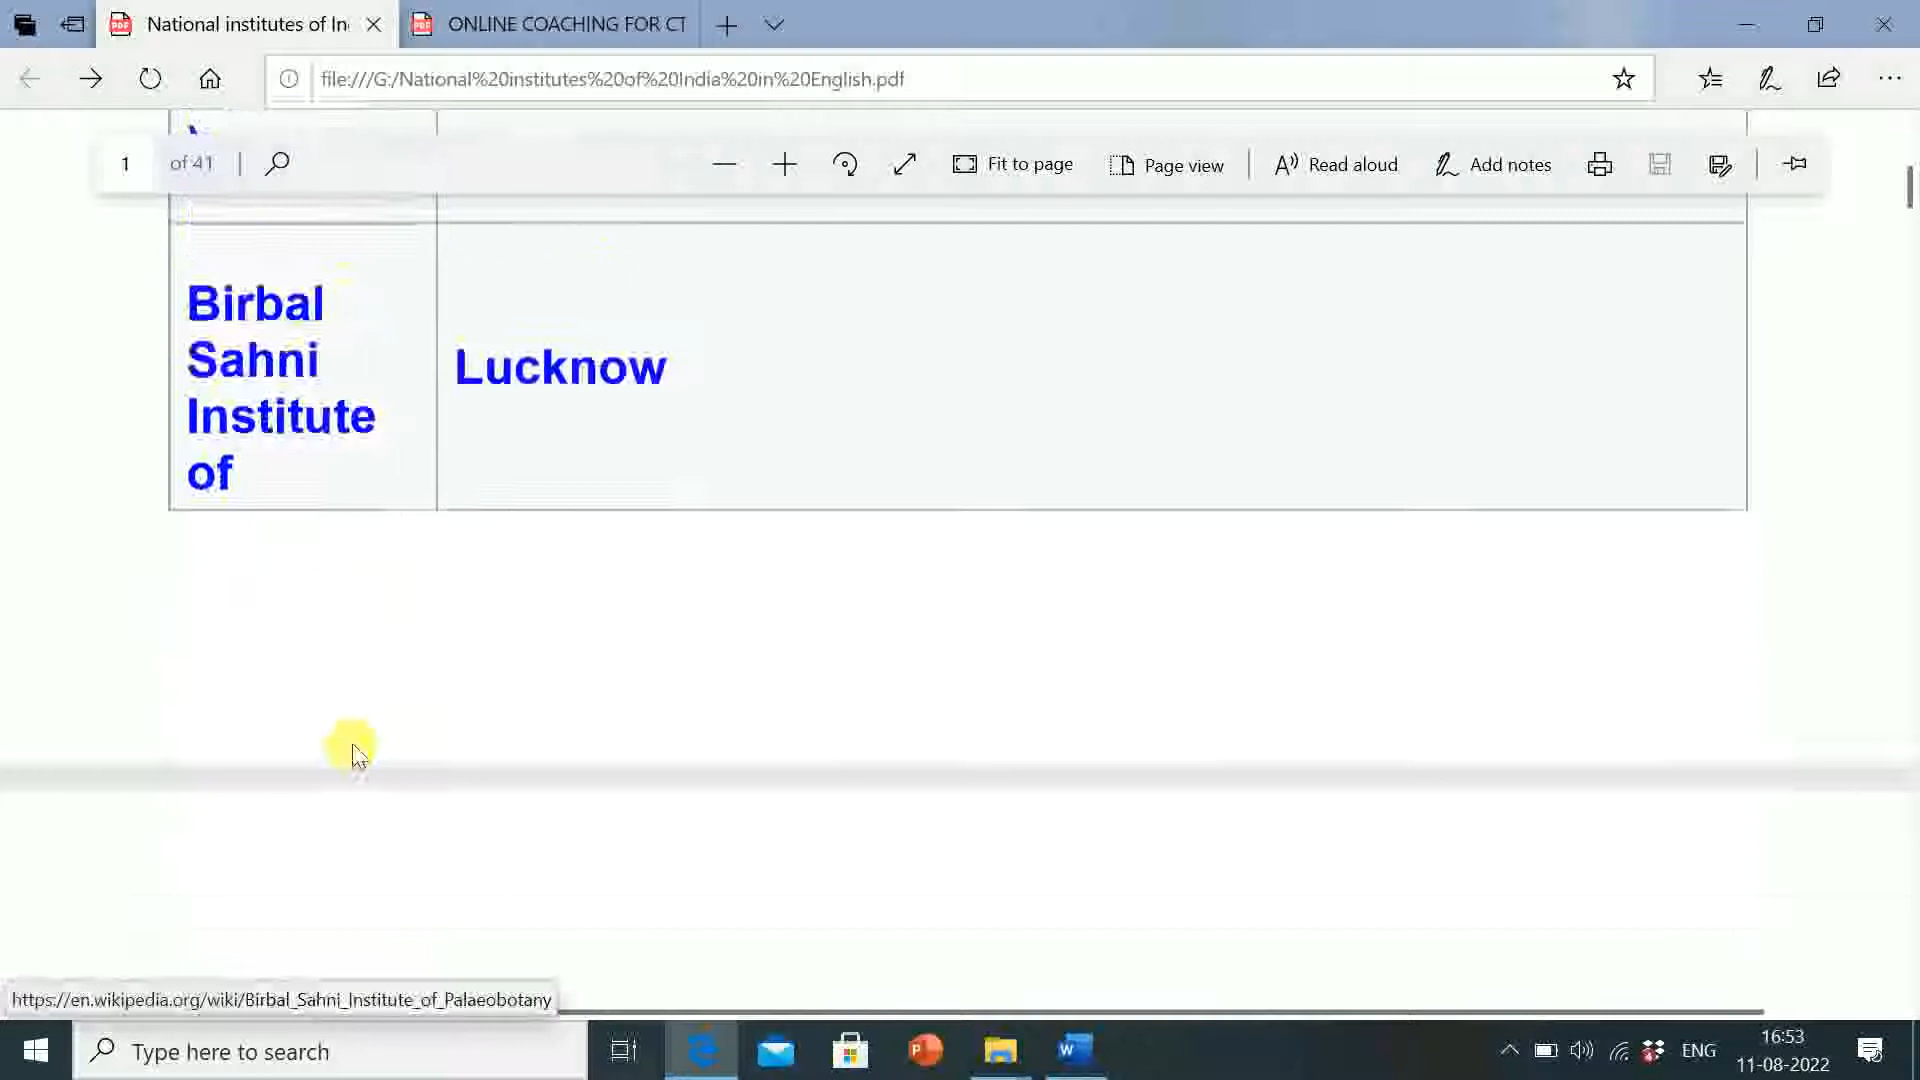 National institutes of In
ONLINE COACHING FOR CT
file:///G:/National%20institutes%20of%20India%20in%20English.pdf
1 of 41
Fit to page
Page view
Read aloud
Add notes
Birbal
Sahni
Institute
of
Lucknow
https://en.wikipedia.org/wiki/Birbal_Sahni_Institute_of_Palaeobotany
Type here to search
ENG
16:53
11-08-2022